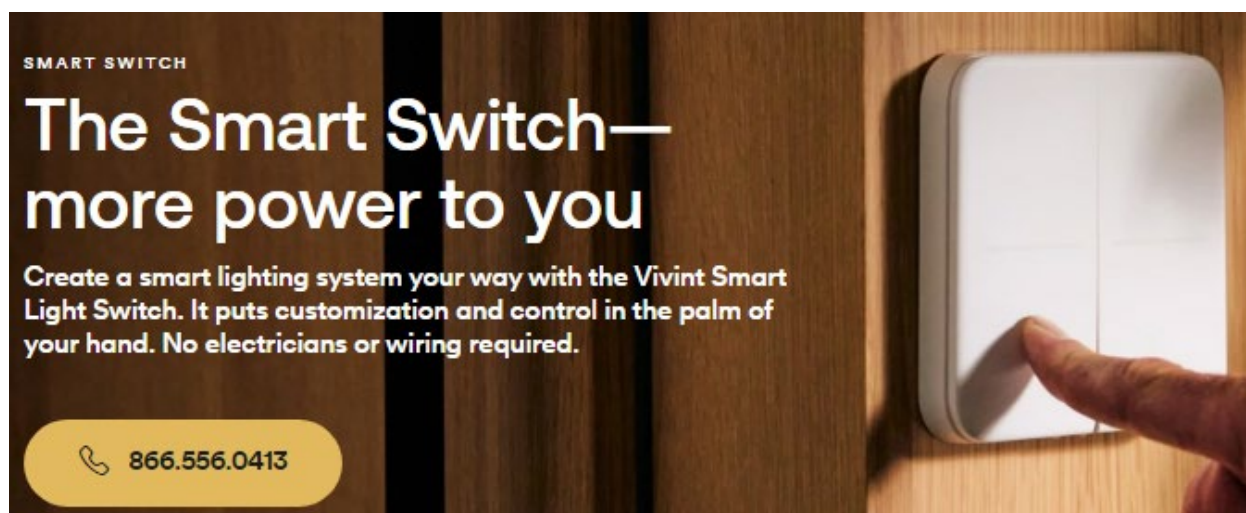 SMART SWITCH
The Smart Switch—
more power to you
Create a smart lighting system your way with the Vivint Smart
Light Switch. It puts customization and control in the palm of
your hand. No electricians or wiring required.
866.556.0413